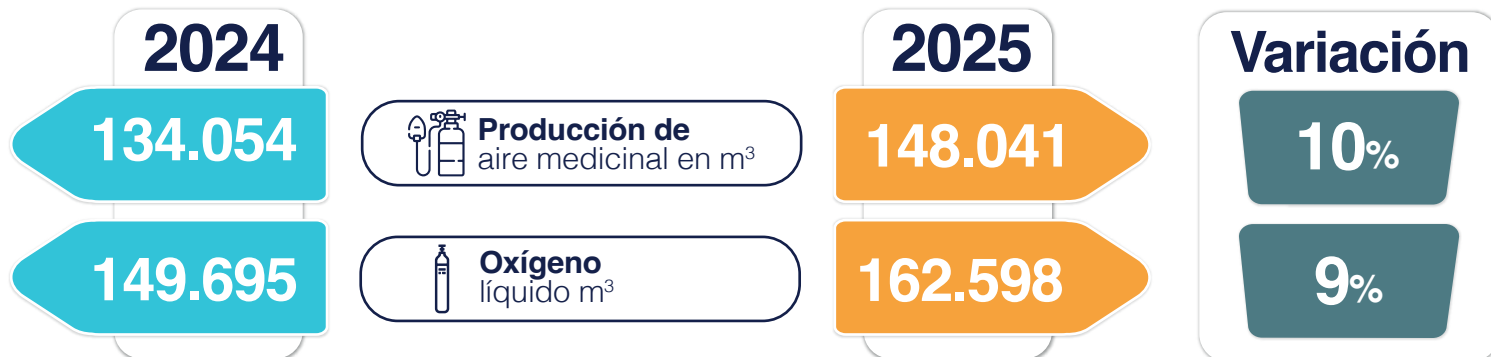 2024 2025 Variación
134.054 Producción de 148.041 10%
aire medicinal en m³
149.695 Oxígeno 162.598 9%
líquido m³